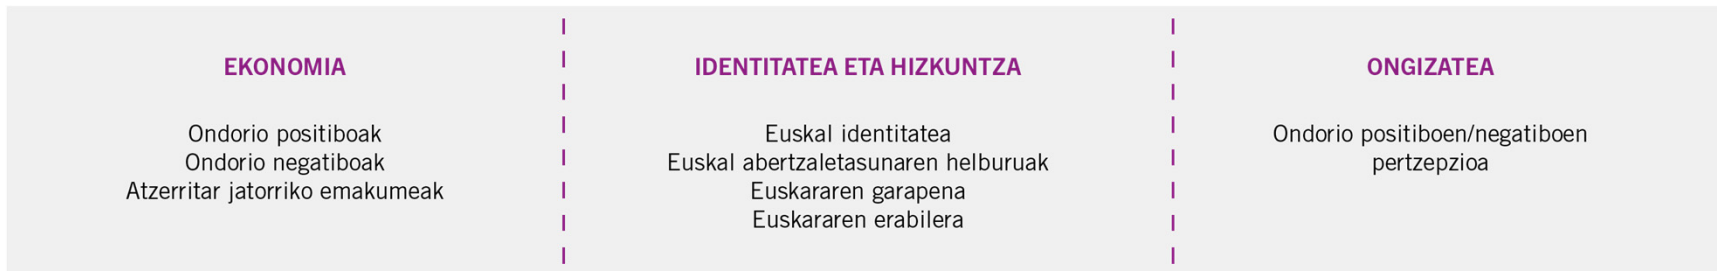 EKONOMIA
Ondorio positiboak
Ondorio negatiboak
Atzerritar jatorriko emakumeak
IDENTITATEA ETA HIZKUNTZA
Euskal identitatea
Euskal abertzaletasunaren helburuak
Euskararen garapena
Euskararen erabilera
ONGIZATEA
Ondorio positiboen/negatiboen
pertzepzioa